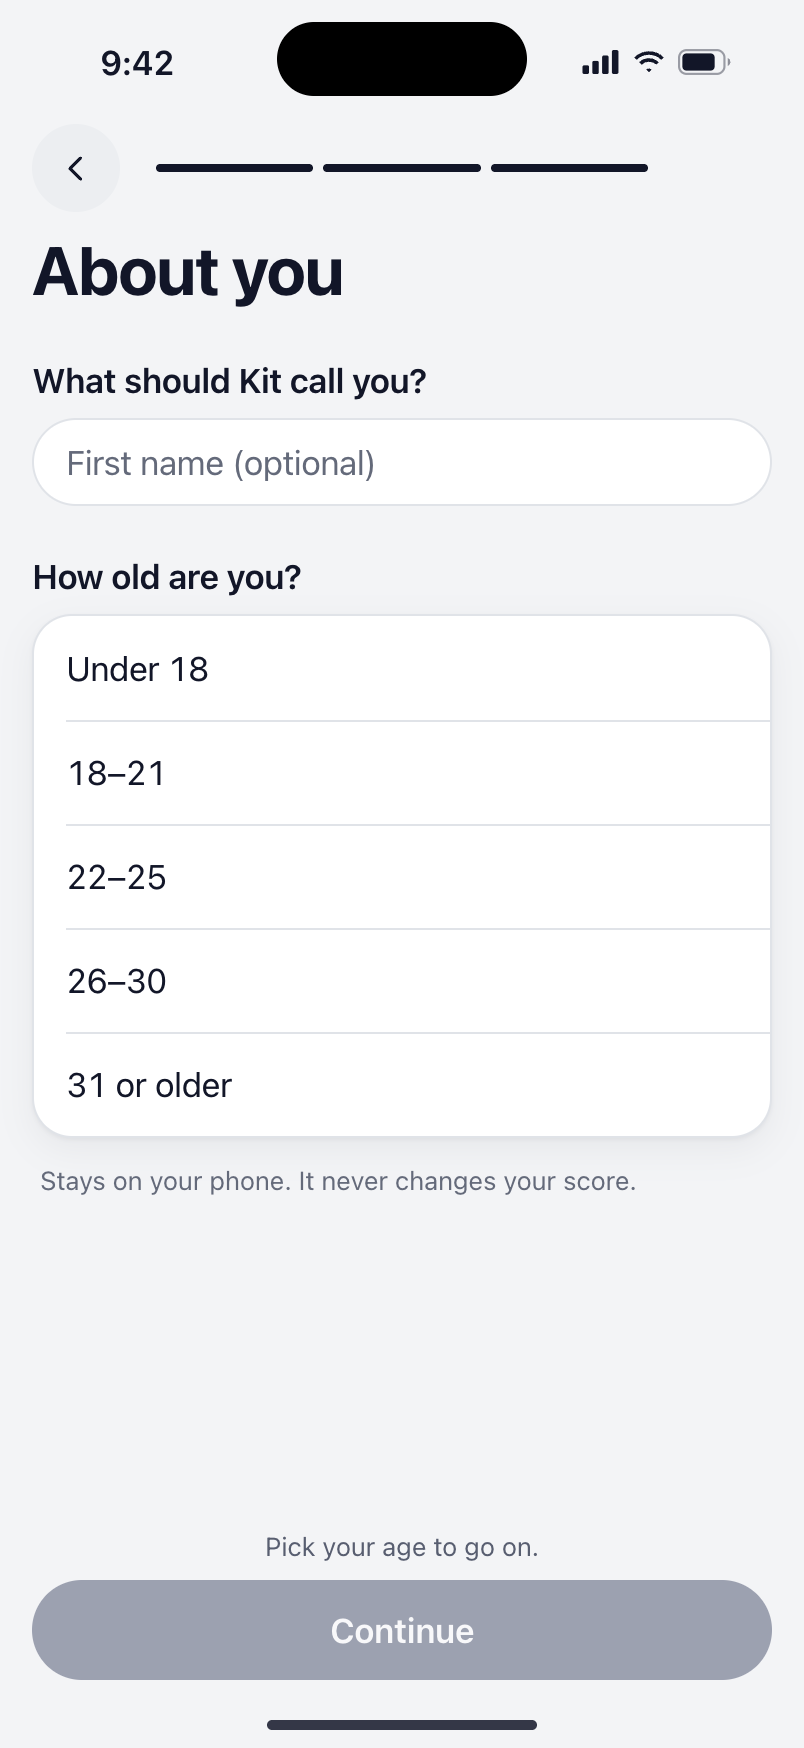 9:42
About you
What should Kit call you?
First name (optional)
How old are you?
Under 18
18–21
22–25
26–30
31 or older
Stays on your phone. It never changes your score.
Pick your age to go on.
Continue